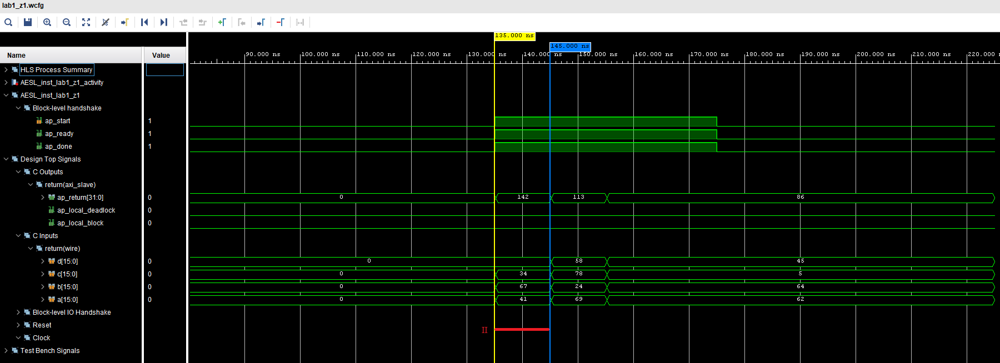 lab1_z1.wcfg
135.000 ns
145.000 ns
Name Value
90.000 ns 100.000 ns 110.000 ns 120.000 ns 130.000 ns 140.000 ns 150.000 ns 160.000 ns 170.000 ns 180.000 ns 190.000 ns 200.000 ns 210.000 ns 220.000
HLS Process Summary
AESL_inst_lab1_z1_activity
AESL_inst_lab1_z1
Block-level handshake
ap_start 1
ap_ready 1
ap_done 1
Design Top Signals
C Outputs
return(axi_slave)
ap_return[31:0] 0 0 142 113 86
ap_local_deadlock 0
ap_local_block 0
C Inputs
return(wire)
d[15:0] 0 0 58 45
c[15:0] 0 0 34 78 5
b[15:0] 0 0 67 24 64
a[15:0] 0 0 41 69 62
Block-level IO Handshake
Reset
II
Clock
Test Bench Signals